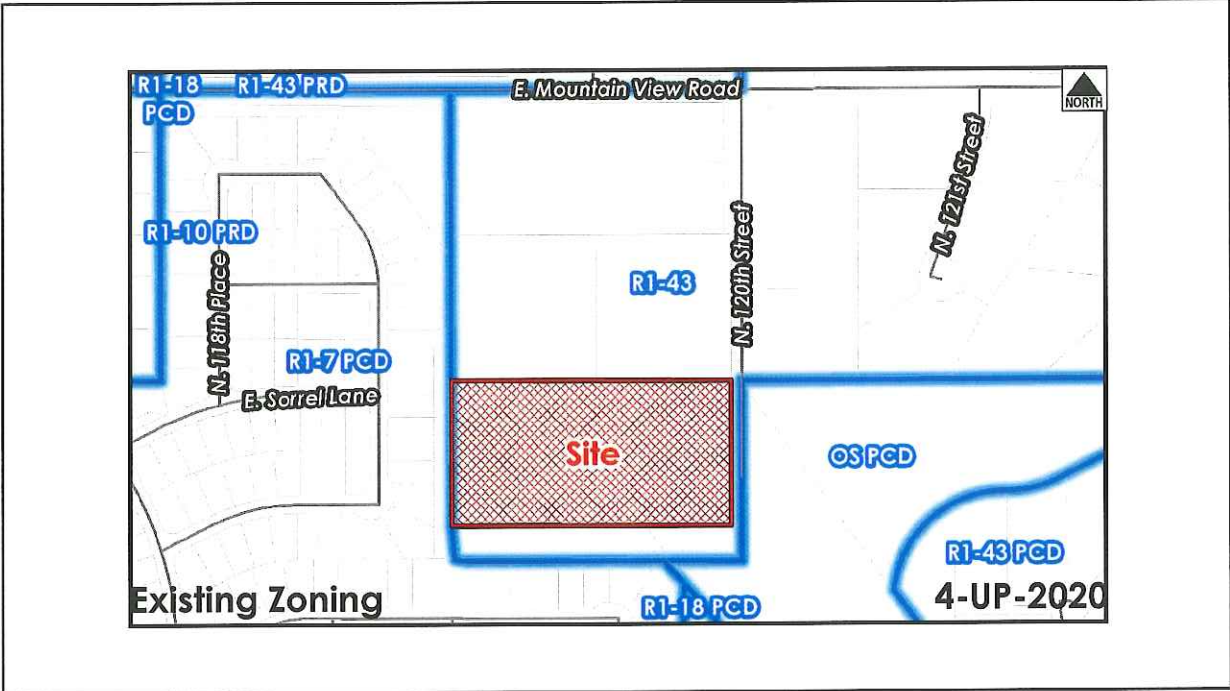 R1-18
PCD
R1-43 PRD
E. Mountain View Road
NORTH
N. 121st Street
R1-10 PRD
N. 118th Place
R1-43
N. 120th Street
R1-7 PCD
E. Sorrel Lane
Site
OS PCD
R1-43 PCD
Existing Zoning
R1-18 PCD
4-UP-2020